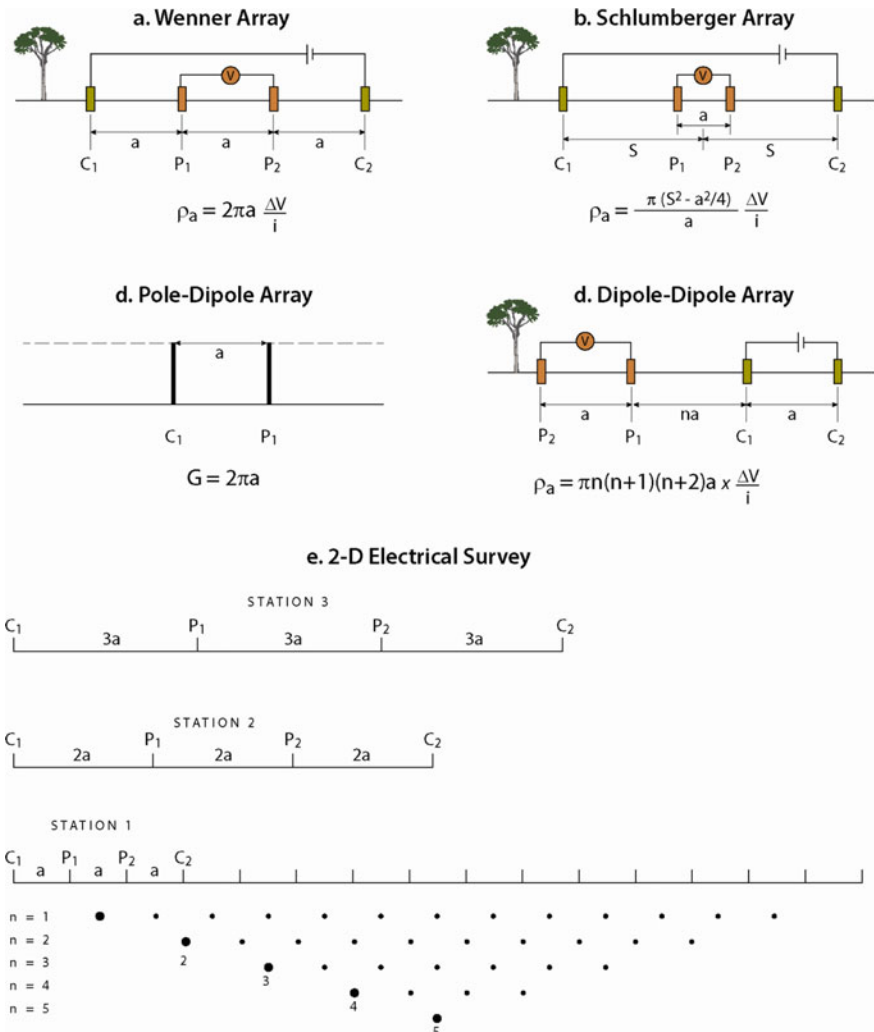 a. Wenner Array
V
a a a
C₁ P₁ P₂ C₂
ρₐ = 2πa ΔV/i
b. Schlumberger Array
V
a
S S
C₁ P₁ P₂ C₂
ρₐ = π (S² - a²/4)/a ΔV/i
d. Pole-Dipole Array
a
C₁ P₁
G = 2πa
d. Dipole-Dipole Array
V
a na a
P₂ P₁ C₁ C₂
ρₐ = πn(n+1)(n+2)a x ΔV/i
e. 2-D Electrical Survey
STATION 3
C₁ P₁ P₂ C₂
3a 3a 3a
STATION 2
C₁ P₁ P₂ C₂
2a 2a 2a
STATION 1
C₁ P₁ P₂ C₂
a a a
n = 1
n = 2
2
n = 3
3
n = 4
4
n = 5